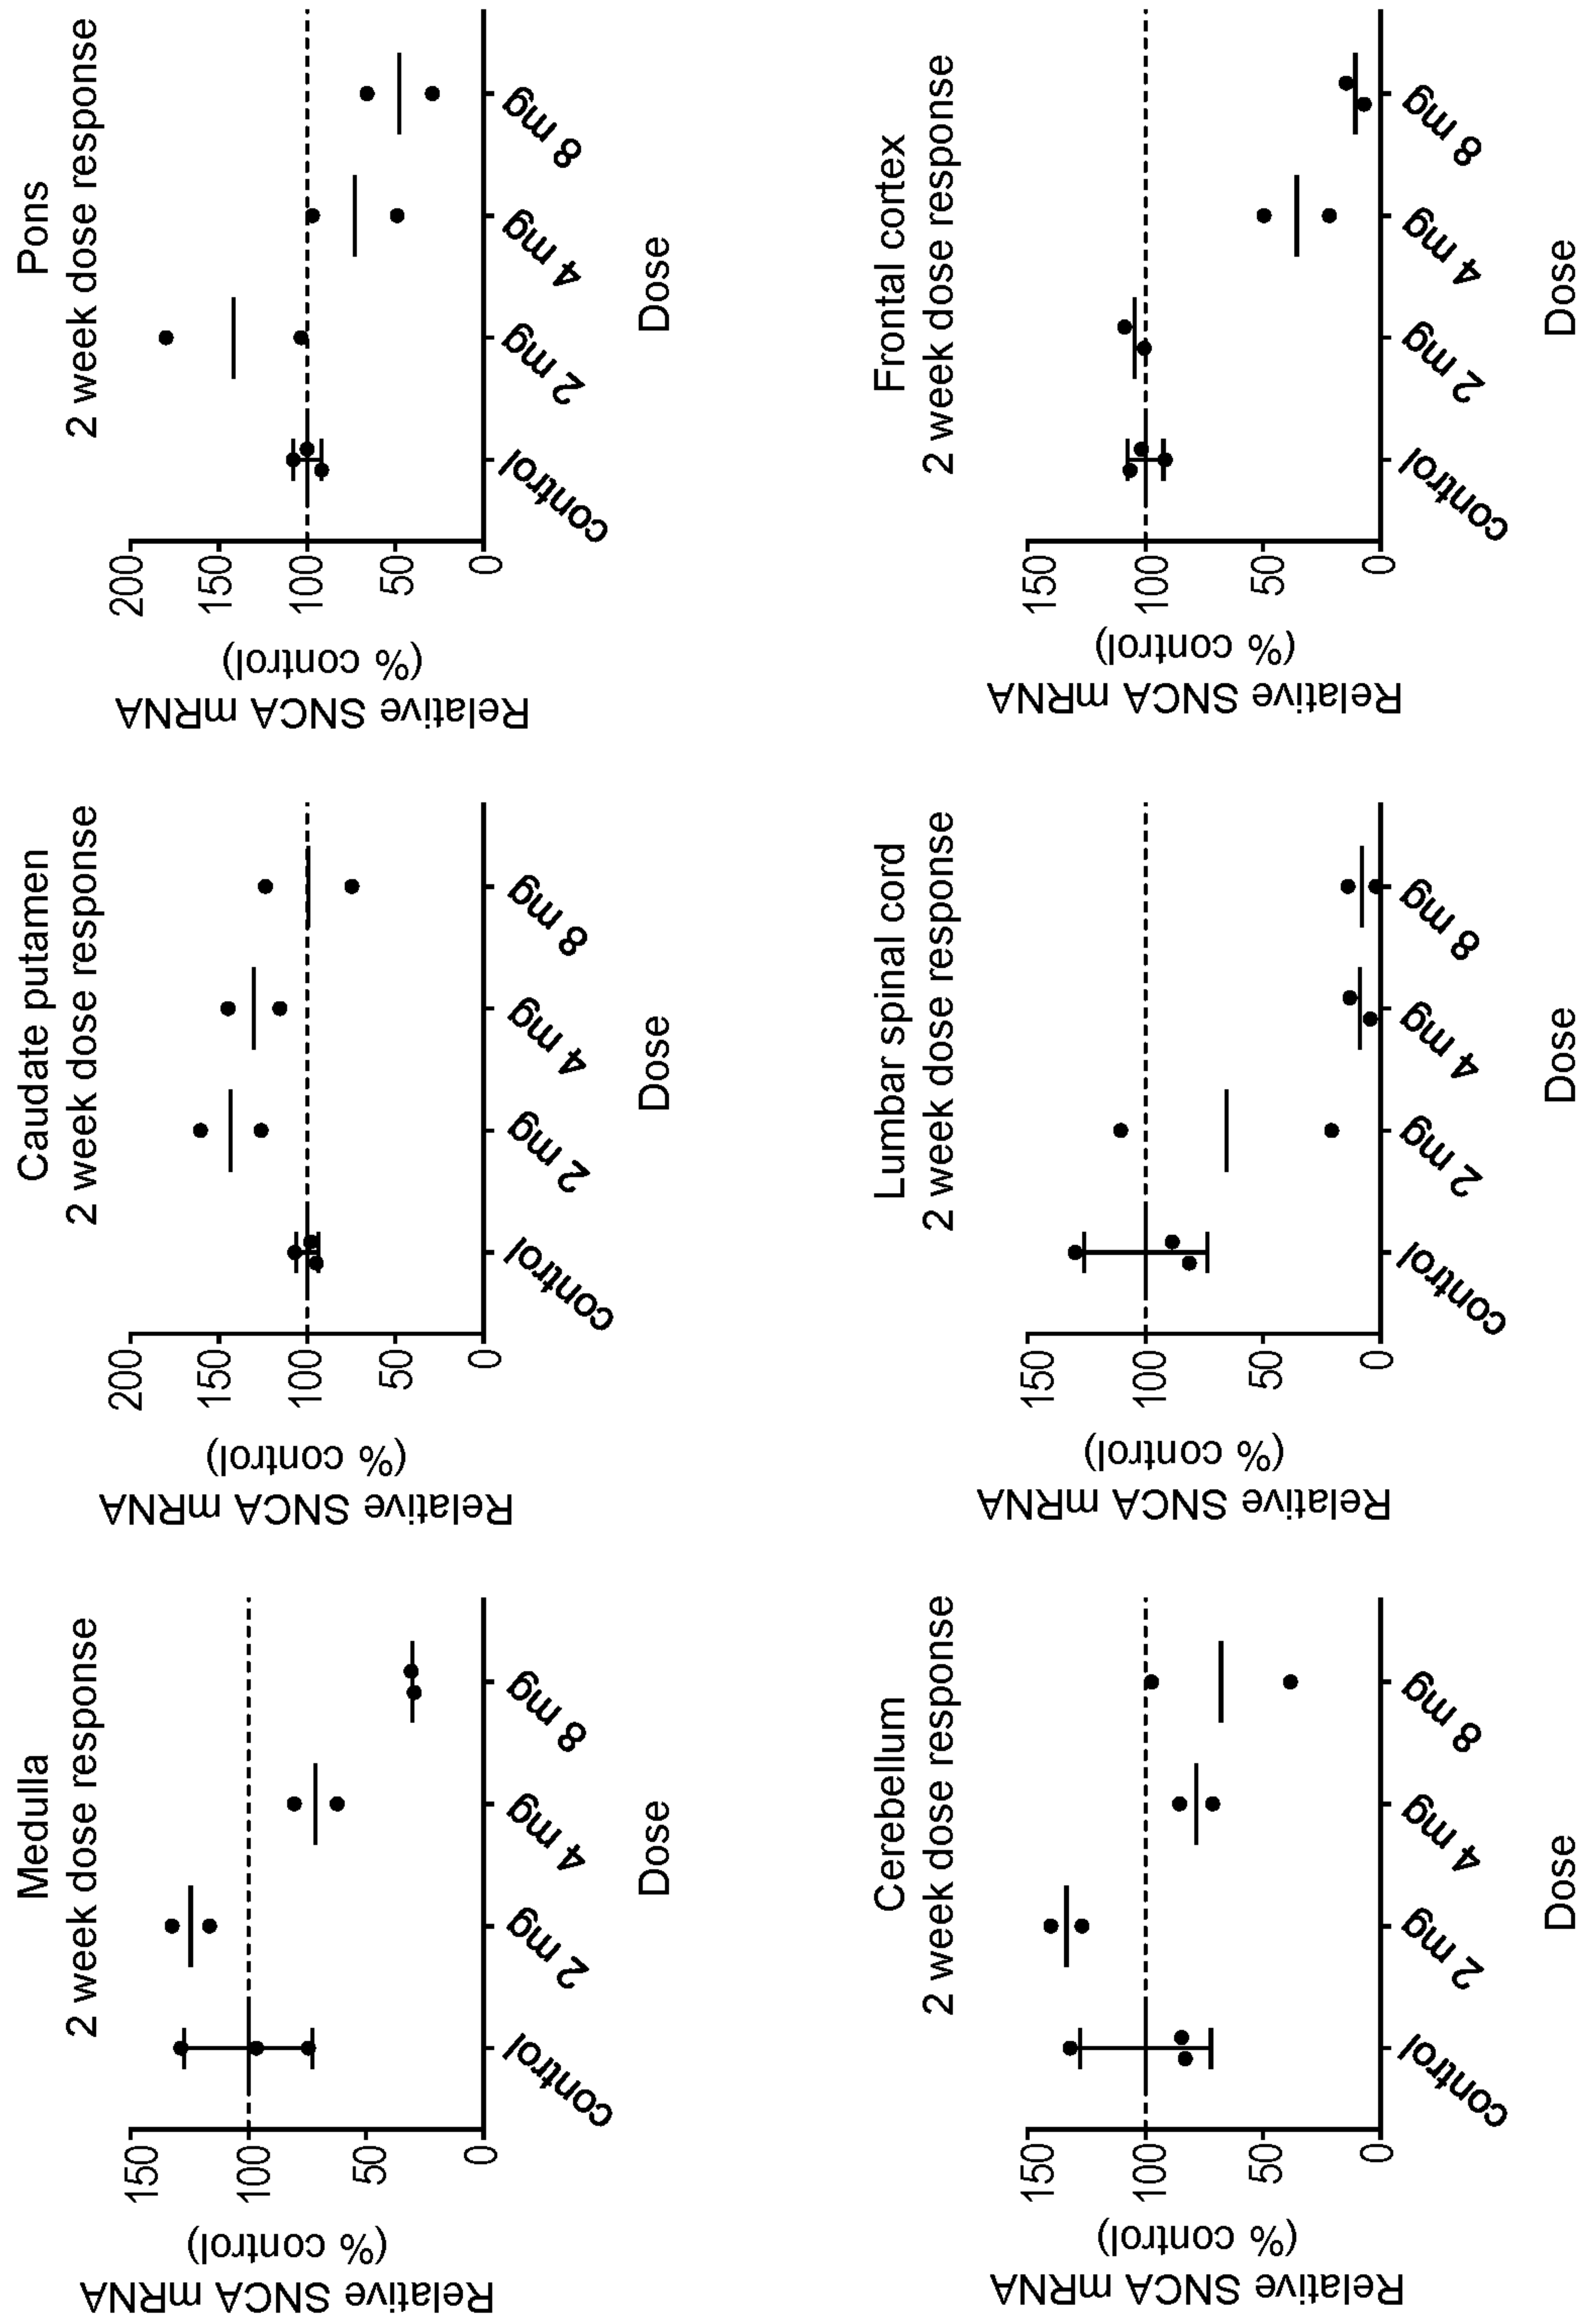 Medulla
2 week dose response
Relative SNCA mRNA
(% control)
150
100
50
0
control
2 mg
4 mg
8 mg
Dose
Caudate putamen
2 week dose response
Relative SNCA mRNA
(% control)
200
150
100
50
0
control
2 mg
4 mg
8 mg
Dose
Pons
2 week dose response
Relative SNCA mRNA
(% control)
200
150
100
50
0
control
2 mg
4 mg
8 mg
Dose
Cerebellum
2 week dose response
Relative SNCA mRNA
(% control)
150
100
50
0
control
2 mg
4 mg
8 mg
Dose
Lumbar spinal cord
2 week dose response
Relative SNCA mRNA
(% control)
150
100
50
0
control
2 mg
4 mg
8 mg
Dose
Frontal cortex
2 week dose response
Relative SNCA mRNA
(% control)
150
100
50
0
control
2 mg
4 mg
8 mg
Dose